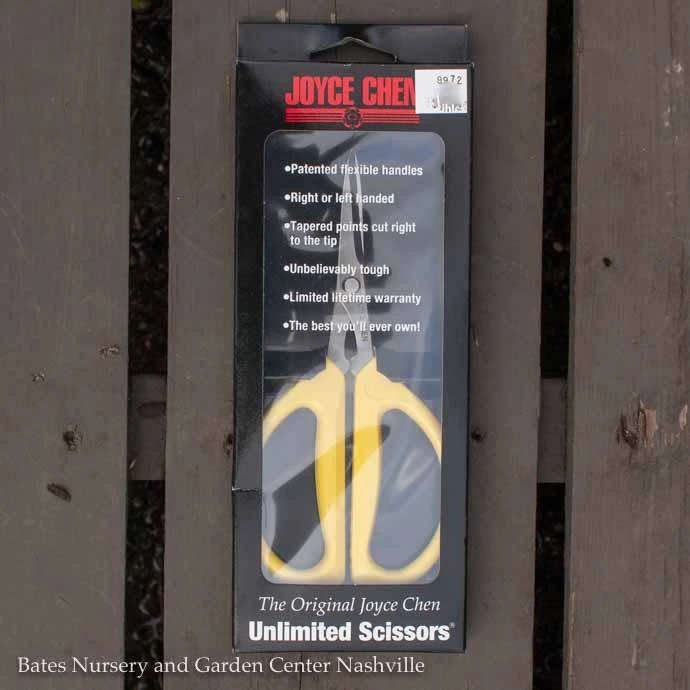 JOYCE CHEN
8972
•Patented flexible handles
•Right or left handed
•Tapered points cut right
to the tip
•Unbelievably tough
•Limited lifetime warranty
•The best you'll ever own!
The Original Joyce Chen
Unlimited Scissors®
Bates Nursery and Garden Center Nashville